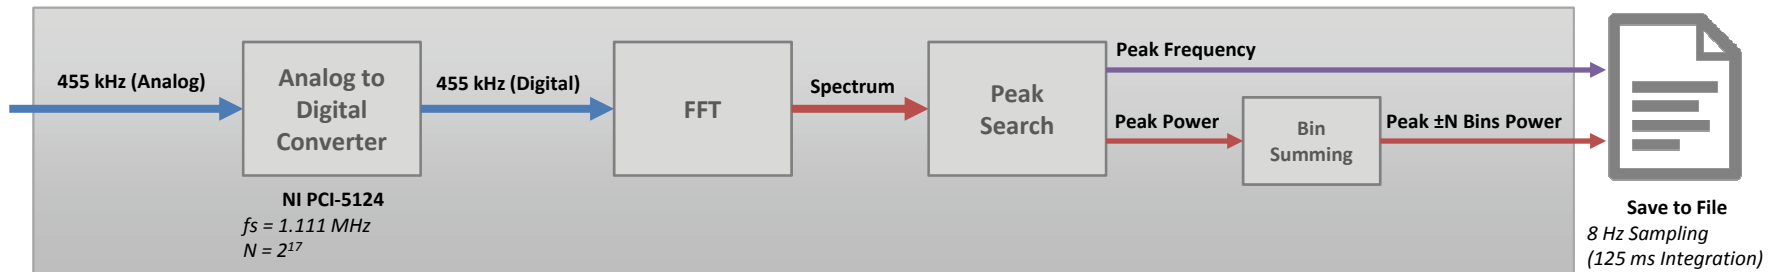 455 kHz (Analog)
Analog to
Digital
Converter
NI PCI-5124
fs = 1.111 MHz
N = 2¹⁷
455 kHz (Digital)
FFT
Spectrum
Peak
Search
Peak Frequency
Peak Power
Bin
Summing
Peak ±N Bins Power
Save to File
8 Hz Sampling
(125 ms Integration)